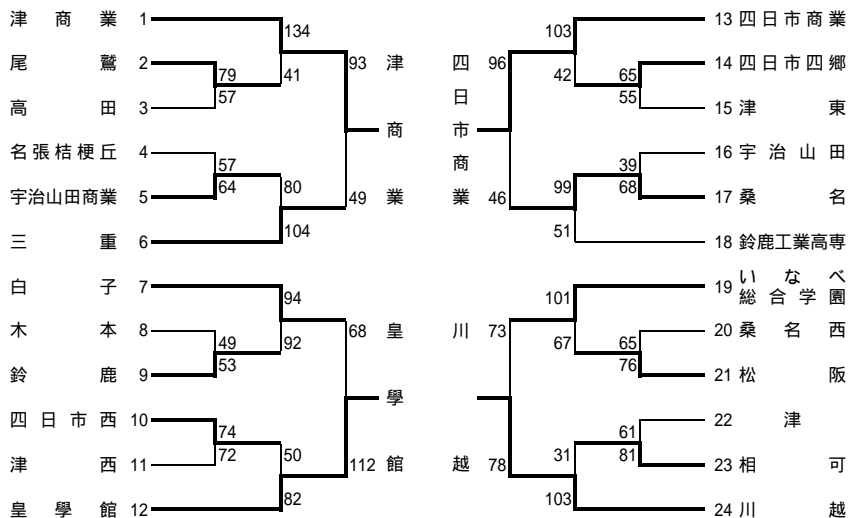 津商業 1
134
93
尾鷲 2
79
41
高田 3
57
津商業
名張桔梗丘 4
57
宇治山田商業 5
64
80
49
三重 6
104
白子 7
94
68
木本 8
49
92
鈴鹿 9
53
皇學館
四日市西 10
74
津西 11
72
50
112
皇學館 12
82
13 四日市商業
103
96
14 四日市四郷
65
42
15 津東
55
四日市商業
16 宇治山田
39
17 桑名
68
99
46
18 鈴鹿工業高専
51
19 いなべ
総合学園
101
73
20 桑名西
65
67
21 松阪
76
川越
22 津
61
23 相可
81
31
78
24 川越
103